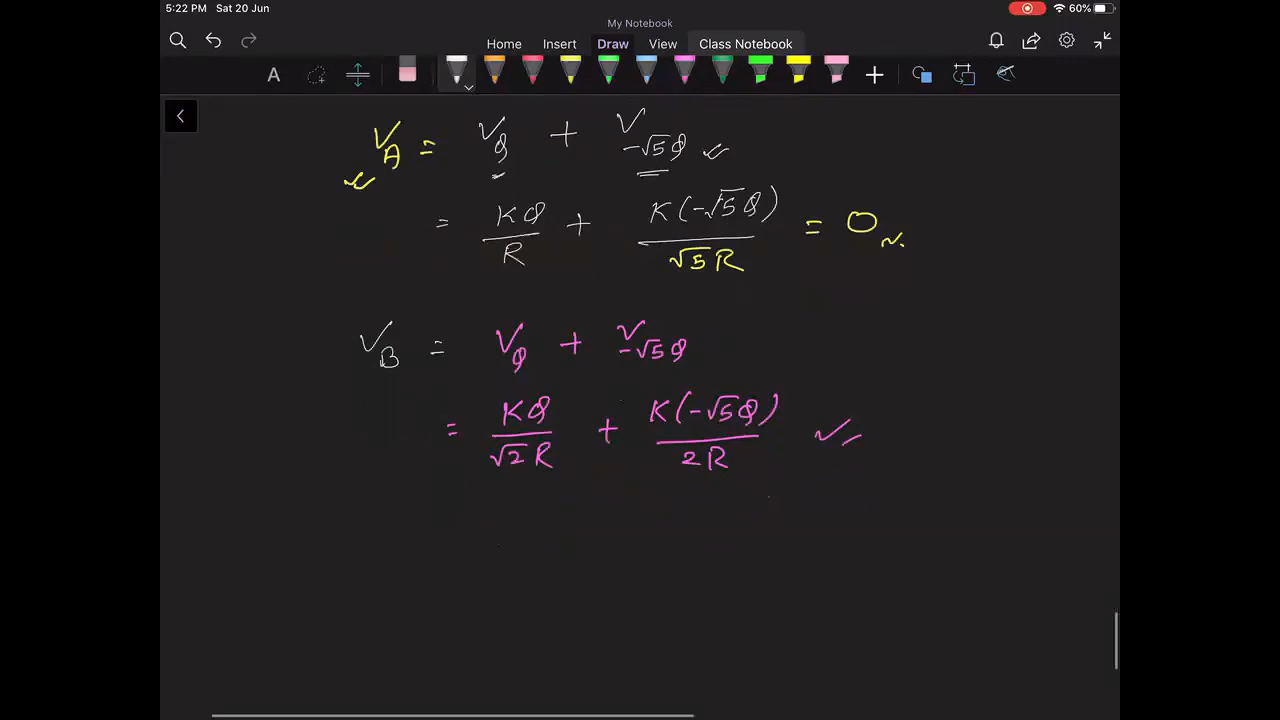 5:22 PM Sat 20 Jun 60%
My Notebook
Home Insert Draw View Class Notebook
A
V_A = V_Q + V_{-√5Q}
= KQ/R + K(-√5Q)/√5R = 0
V_B = V_Q + V_{-√5Q}
= KQ/√2R + K(-√5Q)/2R